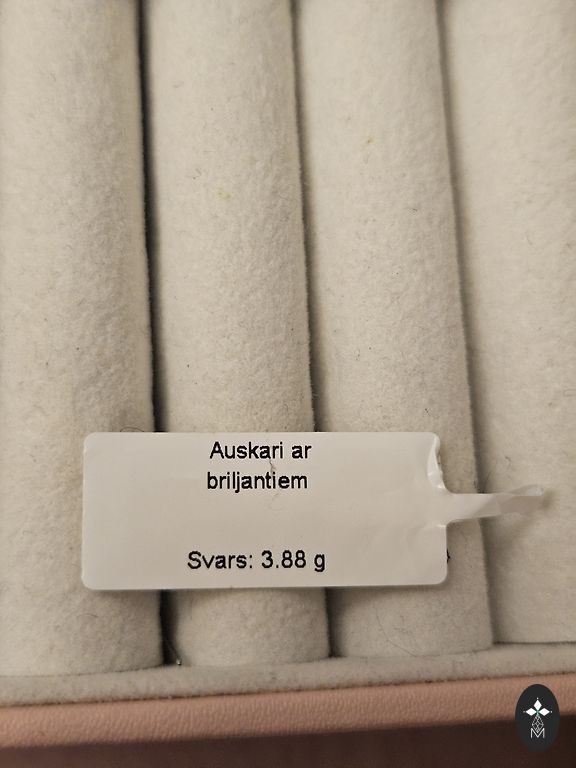 Auskari ar
briljantiem
Svars: 3.88 g
M